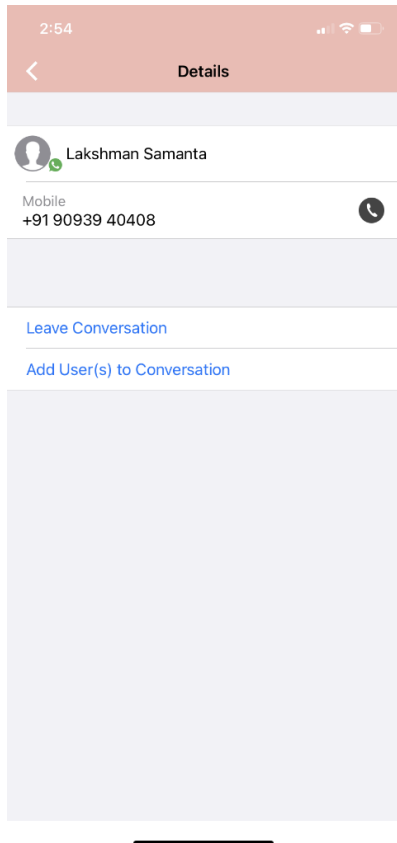 2:54
Details
Lakshman Samanta
Mobile
+91 90939 40408
Leave Conversation
Add User(s) to Conversation